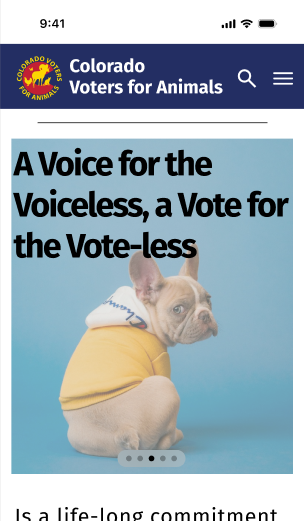 9:41
COLORADO VOTERS
FOR ANIMALS
Colorado
Voters for Animals
A Voice for the
Voiceless, a Vote for
the Vote-less
Champ
Is a life-long commitment